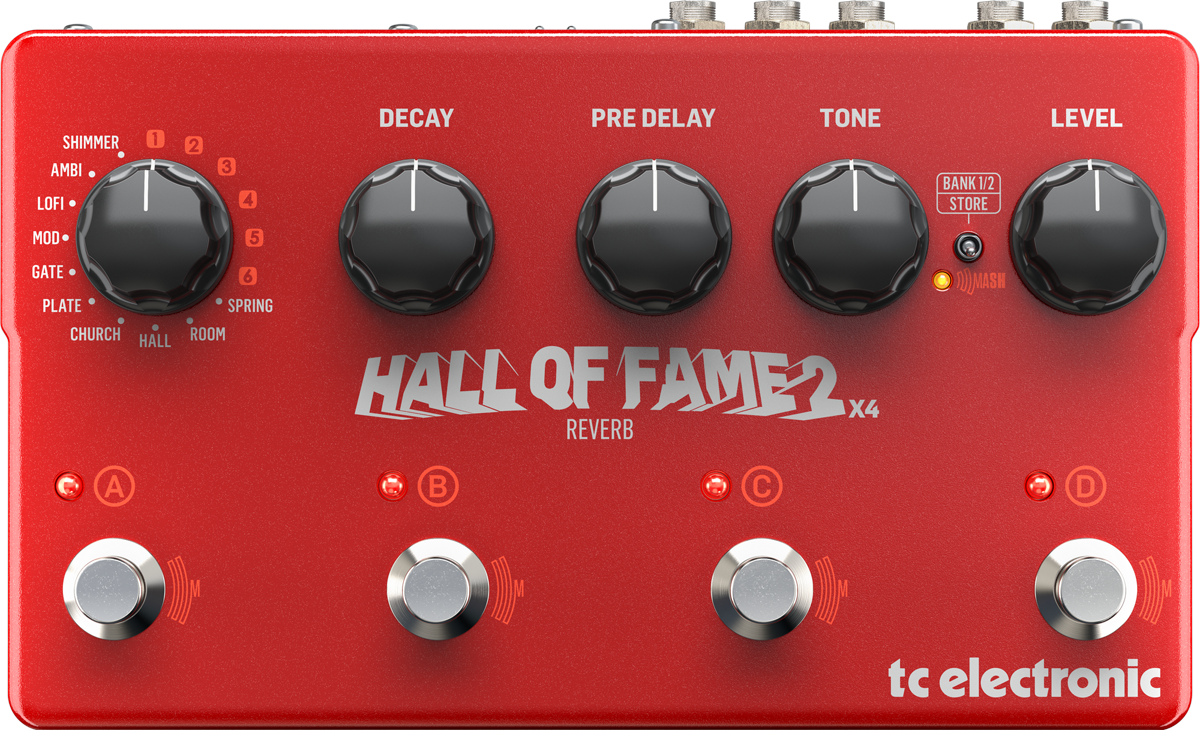 DECAY
PRE DELAY
TONE
LEVEL
SHIMMER
AMBI
LOFI
MOD
GATE
PLATE
CHURCH
HALL
ROOM
SPRING
1
2
3
4
5
6
BANK 1/2
STORE
MASH
HALL OF FAME 2 X4
REVERB
A
B
C
D
M
M
M
M
tc electronic